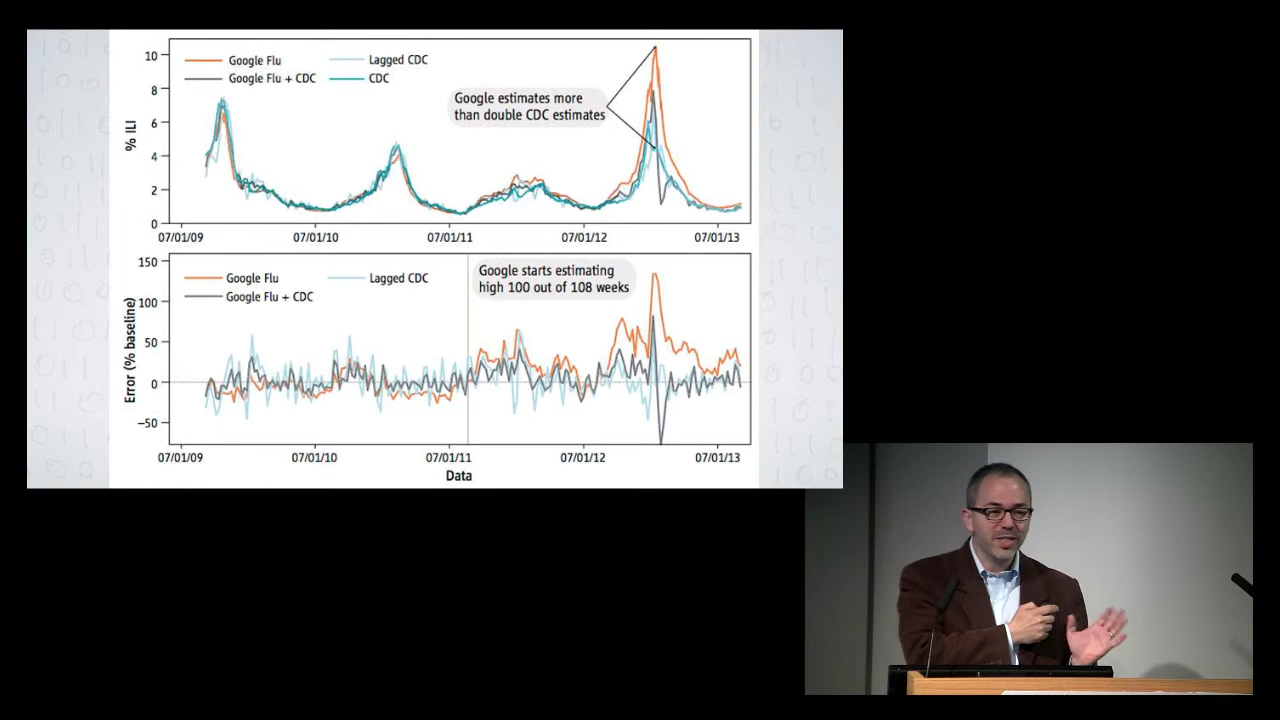 10
8
6
4
2
0
% ILI
Google Flu
Lagged CDC
Google Flu + CDC
CDC
Google estimates more
than double CDC estimates
07/01/09
07/01/10
07/01/11
07/01/12
07/01/13
150
100
50
0
−50
Error (% baseline)
Google Flu
Lagged CDC
Google Flu + CDC
Google starts estimating
high 100 out of 108 weeks
07/01/09
07/01/10
07/01/11
07/01/12
07/01/13
Data